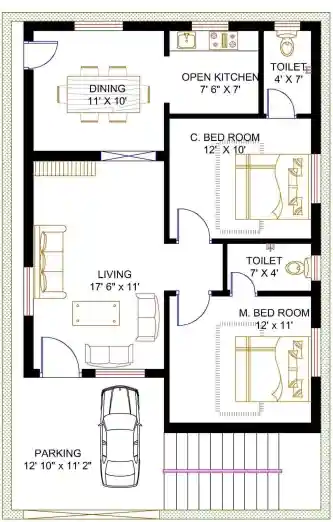 DINING
11' X 10'
OPEN KITCHEN
7' 6" X 7'
TOILET
4' X 7'
C. BED ROOM
12' X 10'
LIVING
17' 6" x 11'
TOILET
7' X 4'
M. BED ROOM
12' x 11'
PARKING
12' 10" x 11' 2"